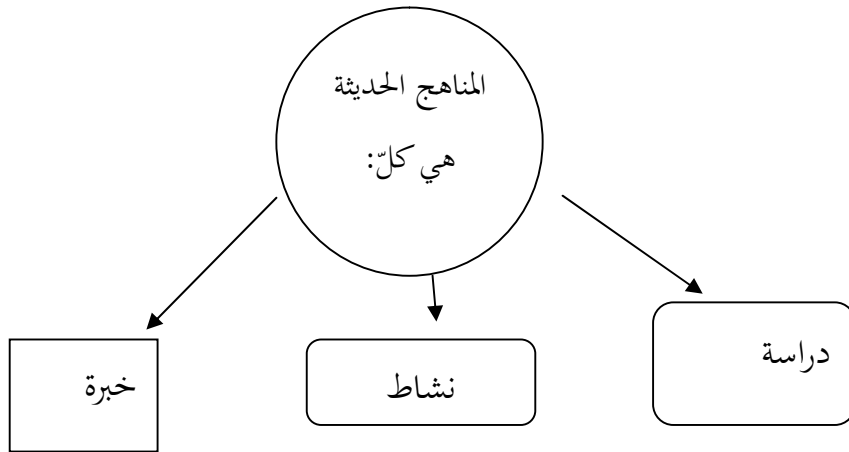 المناهج الحديثة
هي كلّ:
دراسة
نشاط
خبرة